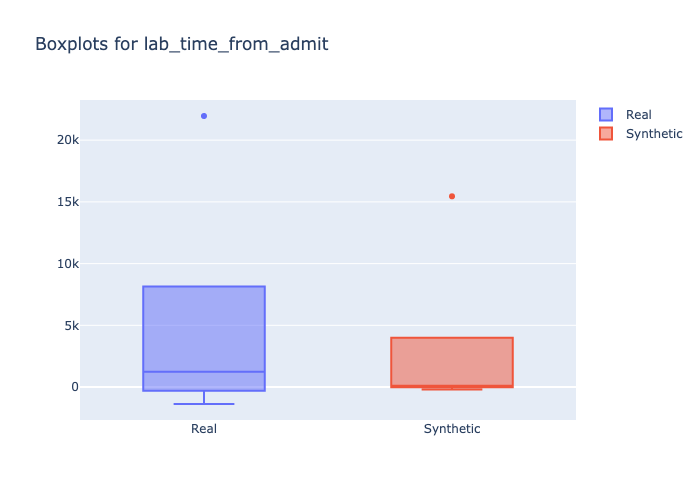 Boxplots for lab_time_from_admit
Real
Synthetic
20k
15k
10k
5k
0
Real
Synthetic